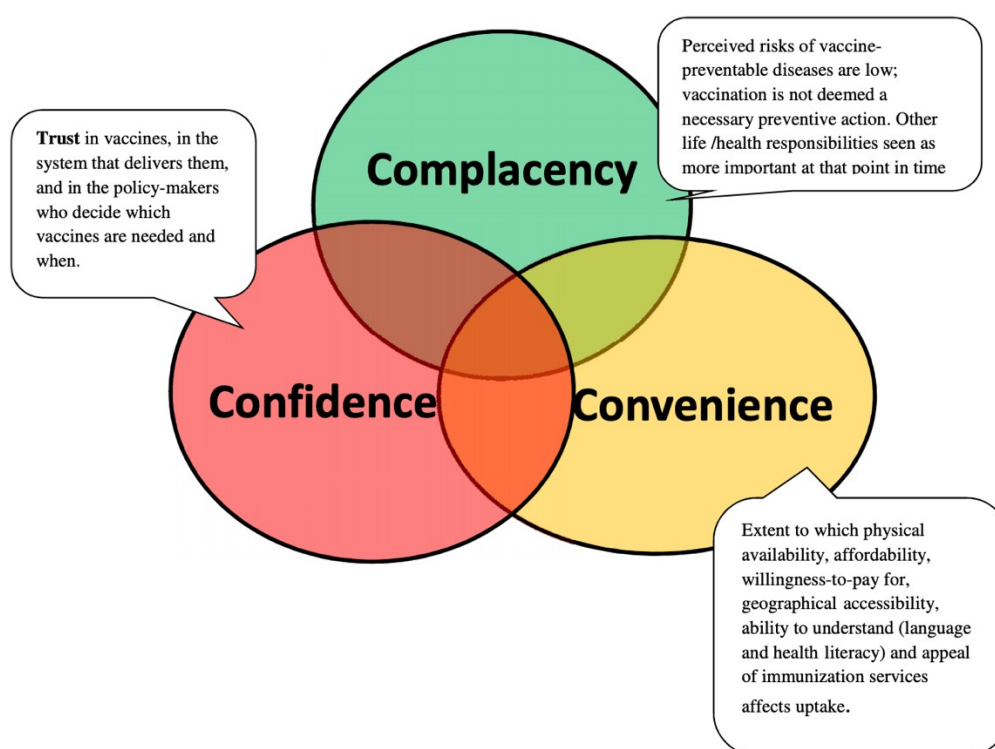 Perceived risks of vaccine-
preventable diseases are low;
vaccination is not deemed a
necessary preventive action. Other
life /health responsibilities seen as
more important at that point in time
Trust in vaccines, in the
system that delivers them,
and in the policy-makers
who decide which
vaccines are needed and
when.
Complacency
Confidence
Convenience
Extent to which physical
availability, affordability,
willingness-to-pay for,
geographical accessibility,
ability to understand (language
and health literacy) and appeal
of immunization services
affects uptake.